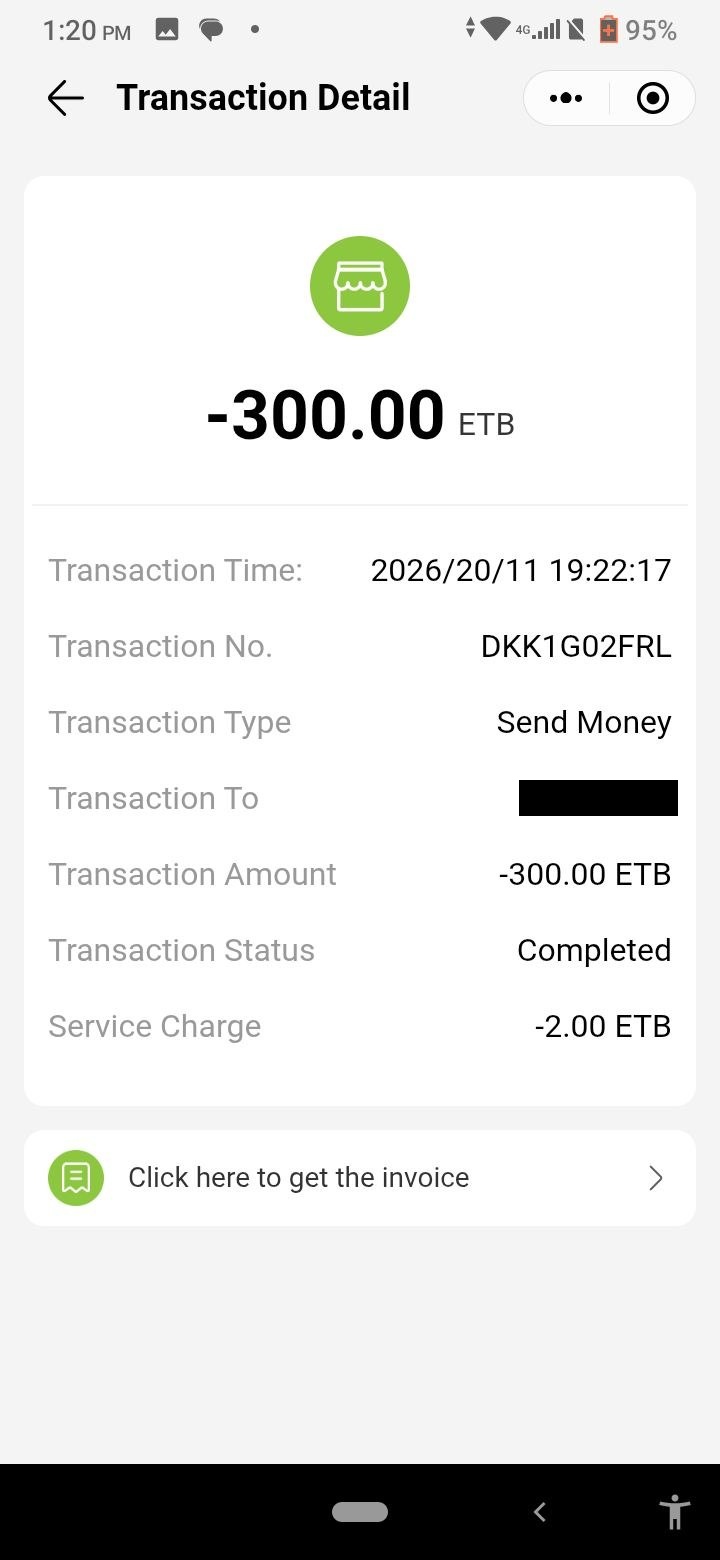 1:20 PM 4G 95%
Transaction Detail
-300.00 ETB
Transaction Time: 2026/20/11 19:22:17
Transaction No. DKK1G02FRL
Transaction Type Send Money
Transaction To
Transaction Amount -300.00 ETB
Transaction Status Completed
Service Charge -2.00 ETB
Click here to get the invoice